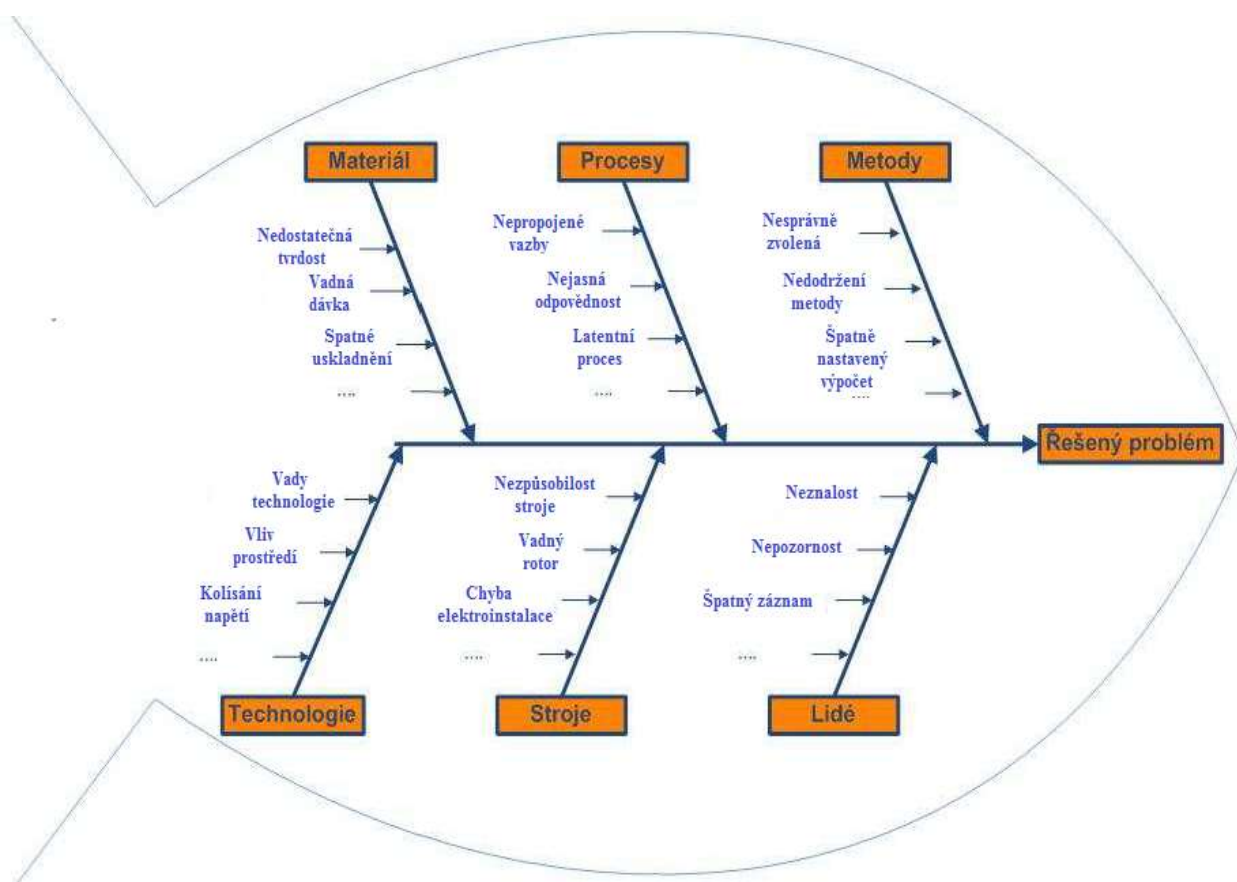 Materiál
Procesy
Metody
Nedostatečná
tvrdost
Vadná
dávka
Spatné
uskladnění
....
Nepropojené
vazby
Nejasná
odpovědnost
Latentní
proces
....
Nesprávně
zvolená
Nedodržení
metody
Špatně
nastavený
výpočet
....
Řešený problém
Vady
technologie
Vliv
prostředí
Kolísání
napětí
....
Nezpůsobilost
stroje
Vadný
rotor
Chyba
elektroinstalace
....
Neznalost
Nepozornost
Špatný záznam
....
Technologie
Stroje
Lidé